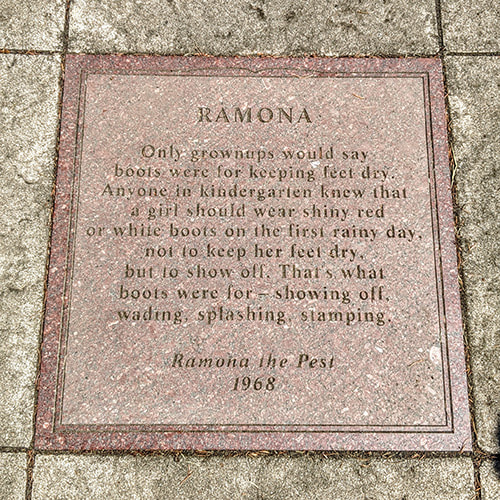 RAMONA
Only grownups would say
boots were for keeping feet dry.
Anyone in kindergarten knew that
a girl should wear shiny red
or white boots on the first rainy day,
not to keep her feet dry,
but to show off. That's what
boots were for – showing off,
wading, splashing, stamping.
Ramona the Pest
1968